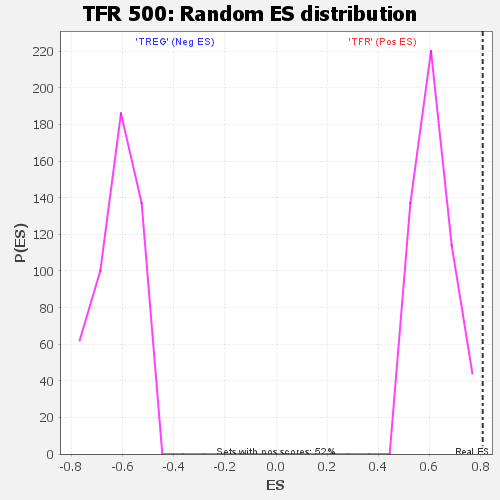 TFR 500: Random ES distribution
'TREG' (Neg ES)
'TFR' (Pos ES)
220
200
180
160
140
120
100
80
60
40
20
0
P(ES)
Sets with pos scores: 52%
Real ES
-0.8 -0.6 -0.4 -0.2 0.0 0.2 0.4 0.6 0.8
ES